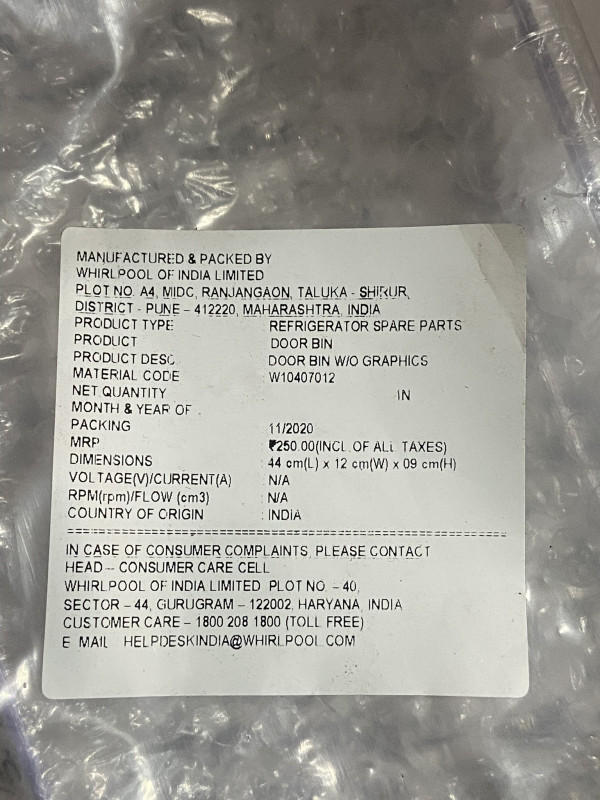 MANUFACTURED & PACKED BY
WHIRLPOOL OF INDIA LIMITED
PLOT NO. A4, MIDC, RANJANGAON, TALUKA - SHIRUR,
DISTRICT - PUNE – 412220, MAHARASHTRA, INDIA
PRODUCT TYPE REFRIGERATOR SPARE PARTS
PRODUCT DOOR BIN
PRODUCT DESC DOOR BIN W/O GRAPHICS
MATERIAL CODE : W10407012
NET QUANTITY IN
MONTH & YEAR OF
PACKING 11/2020
MRP ₹250.00(INCL.OF ALL TAXES)
DIMENSIONS : 44 cm(L) x 12 cm(W) x 09 cm(H)
VOLTAGE(V)/CURRENT(A) : N/A
RPM(rpm)/FLOW (cm3) : N/A
COUNTRY OF ORIGIN : INDIA
================================================================
IN CASE OF CONSUMER COMPLAINTS, PLEASE CONTACT
HEAD – CONSUMER CARE CELL
WHIRLPOOL OF INDIA LIMITED PLOT NO. – 40,
SECTOR – 44, GURUGRAM – 122002, HARYANA, INDIA
CUSTOMER CARE – 1800 208 1800 (TOLL FREE)
E MAIL HELPDESKINDIA@WHIRLPOOL.COM